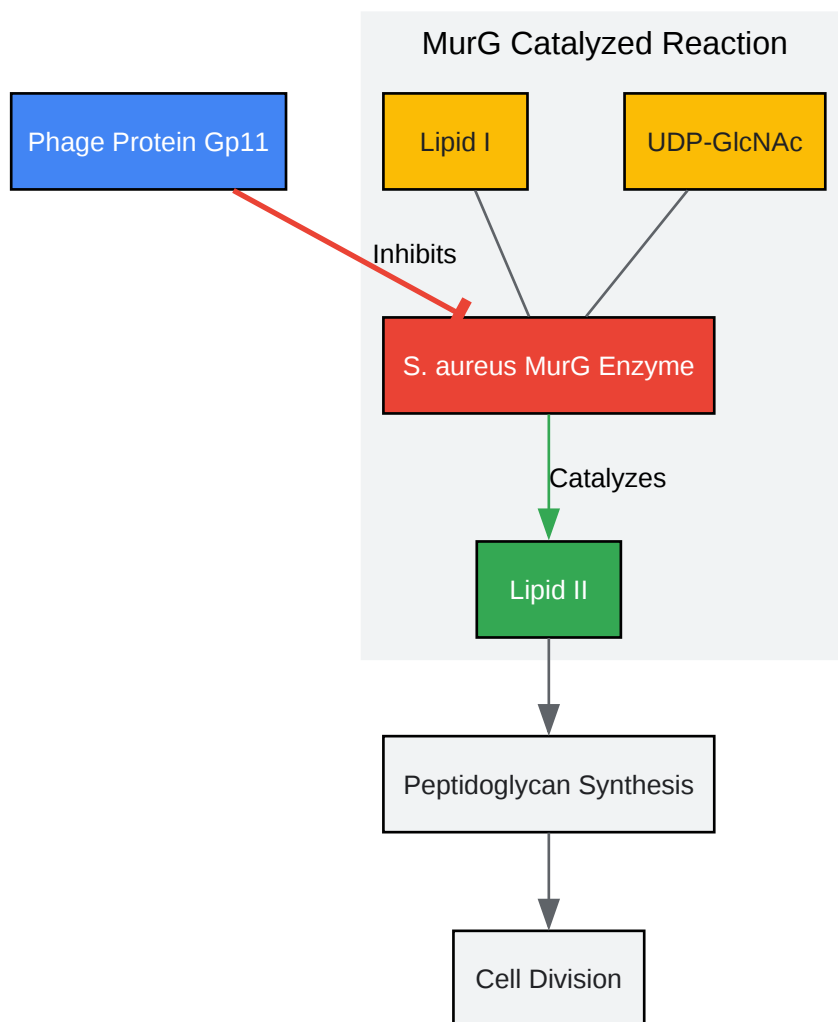 MurG Catalyzed Reaction
Phage Protein Gp11
Lipid I
UDP-GlcNAc
Inhibits
S. aureus MurG Enzyme
Catalyzes
Lipid II
Peptidoglycan Synthesis
Cell Division